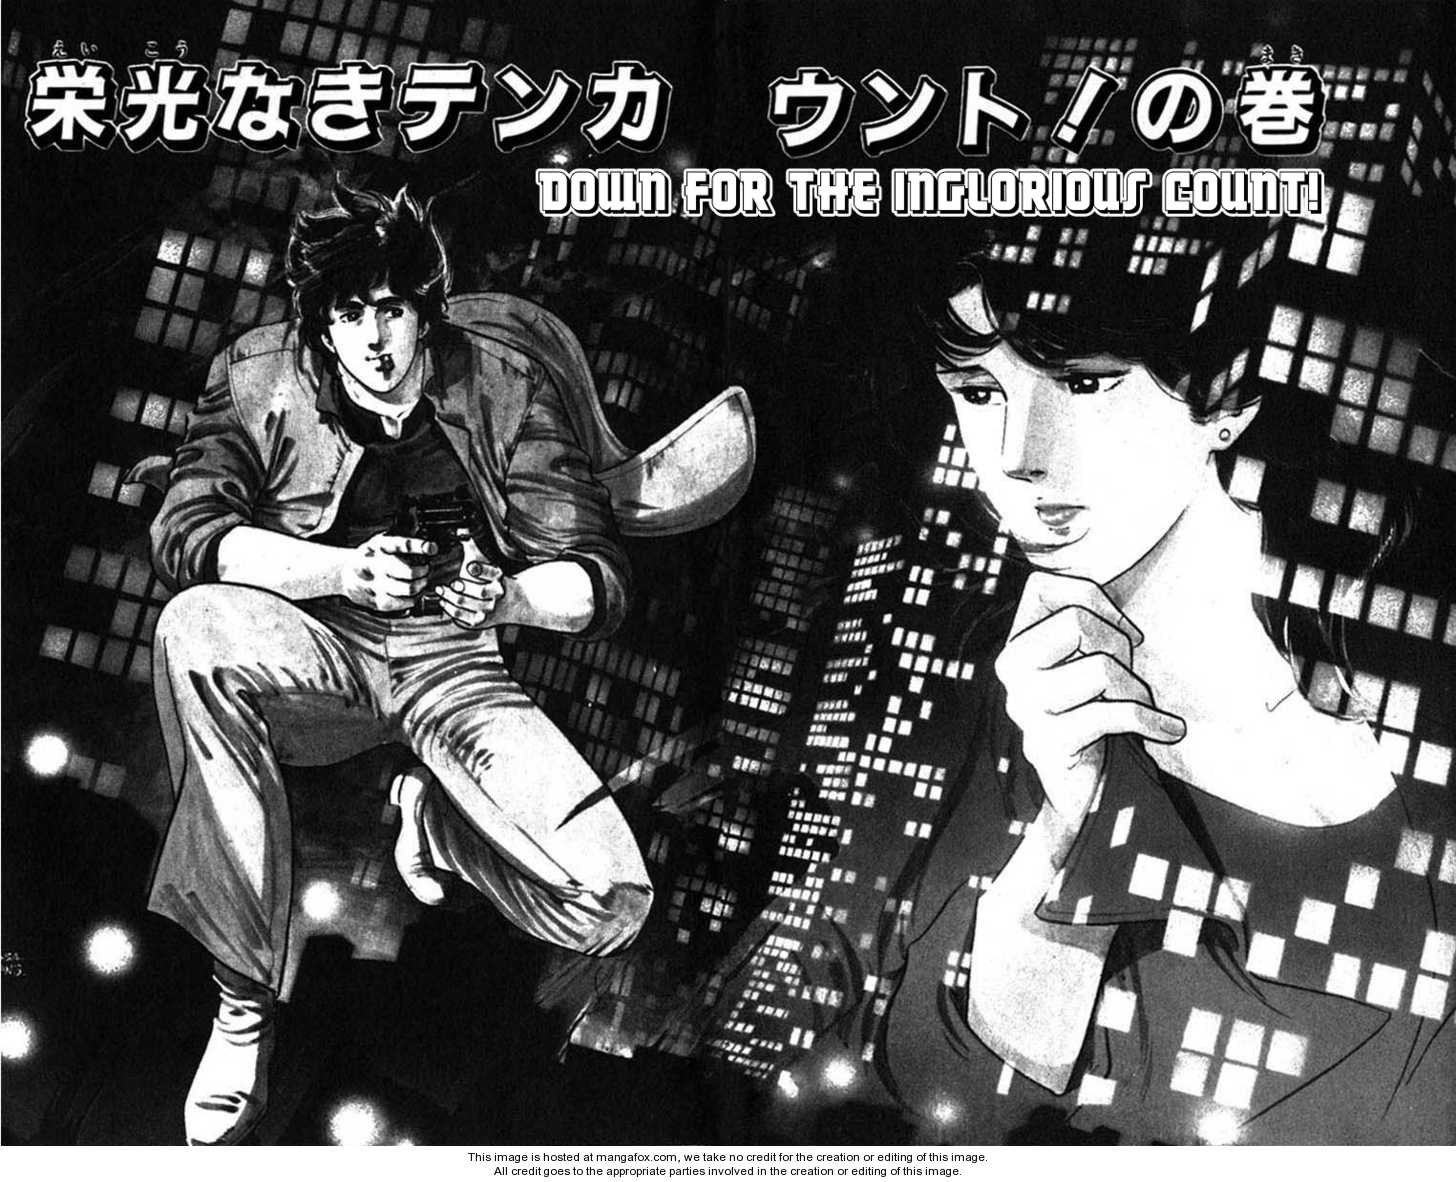 えい こう まき
栄光なきテンカウント!の巻
DOWN FOR THE INGLORIOUS COUNT!
This image is hosted at mangafox.com, we take no credit for the creation or editing of this image.
All credit goes to the appropriate parties involved in the creation or editing of this image.